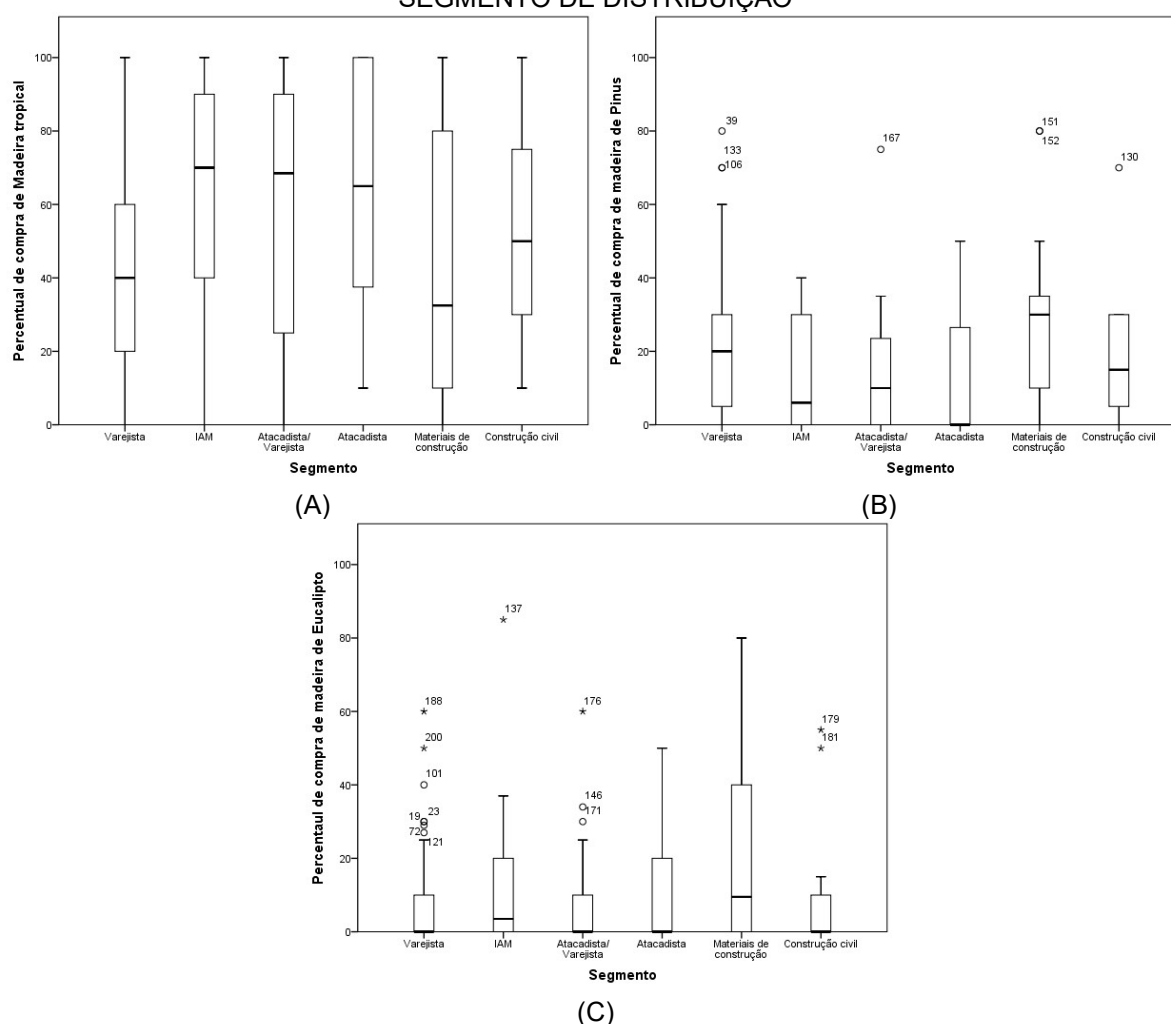 SEGMENTO DE DISTRIBUIÇÃO
Percentual de compra de Madeira tropical
100
80
60
40
20
0
Varejista
IAM
Atacadista/
Varejista
Atacadista
Materiais de
construção
Construção civil
Segmento
(A)
Percentual de compra de madeira de Pinus
100
80
60
40
20
0
39
133
106
167
151
152
130
Varejista
IAM
Atacadista/
Varejista
Atacadista
Materiais de
construção
Construção civil
Segmento
(B)
Percentaul de compra de madeira de Eucalipto
100
80
60
40
20
0
188
200
101
19
23
72
121
137
176
146
171
179
181
Varejista
IAM
Atacadista/
Varejista
Atacadista
Materiais de
construção
Construção civil
Segmento
(C)